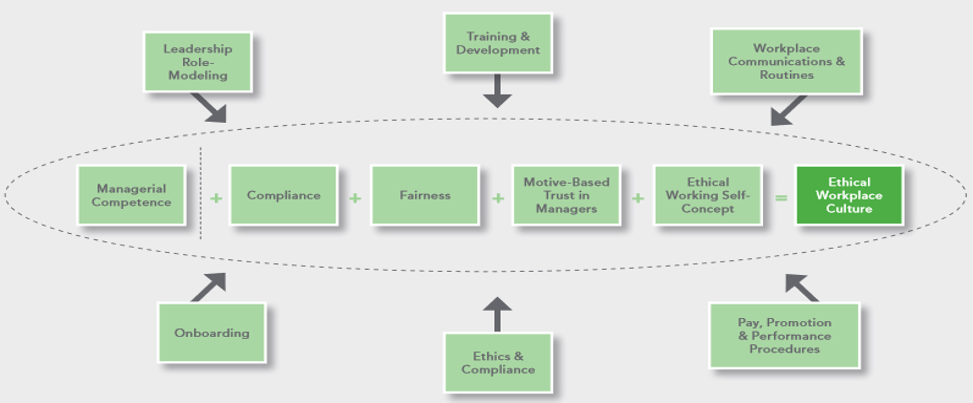 Leadership
Role-
Modeling
Training &
Development
Workplace
Communications &
Routines
Managerial
Competence
+
Compliance
+
Fairness
+
Motive-Based
Trust in
Managers
+
Ethical
Working Self-
Concept
=
Ethical
Workplace
Culture
Onboarding
Ethics &
Compliance
Pay, Promotion
& Performance
Procedures